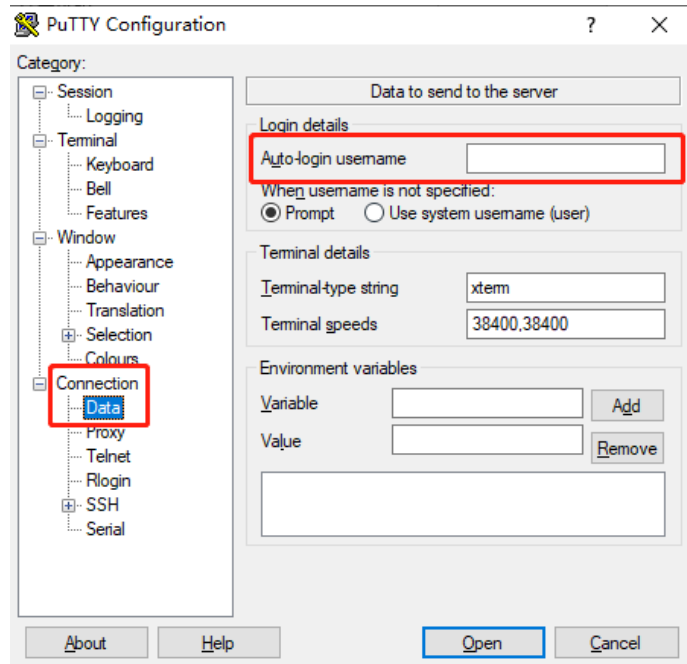 PuTTY Configuration
?
Category:
Session
Logging
Terminal
Keyboard
Bell
Features
Window
Appearance
Behaviour
Translation
Selection
Colours
Connection
Data
Proxy
Telnet
Rlogin
SSH
Serial
Data to send to the server
Login details
Auto-login username
When username is not specified:
Prompt Use system username (user)
Terminal details
Terminal-type string xterm
Terminal speeds 38400,38400
Environment variables
Variable Add
Value Remove
About Help Open Cancel